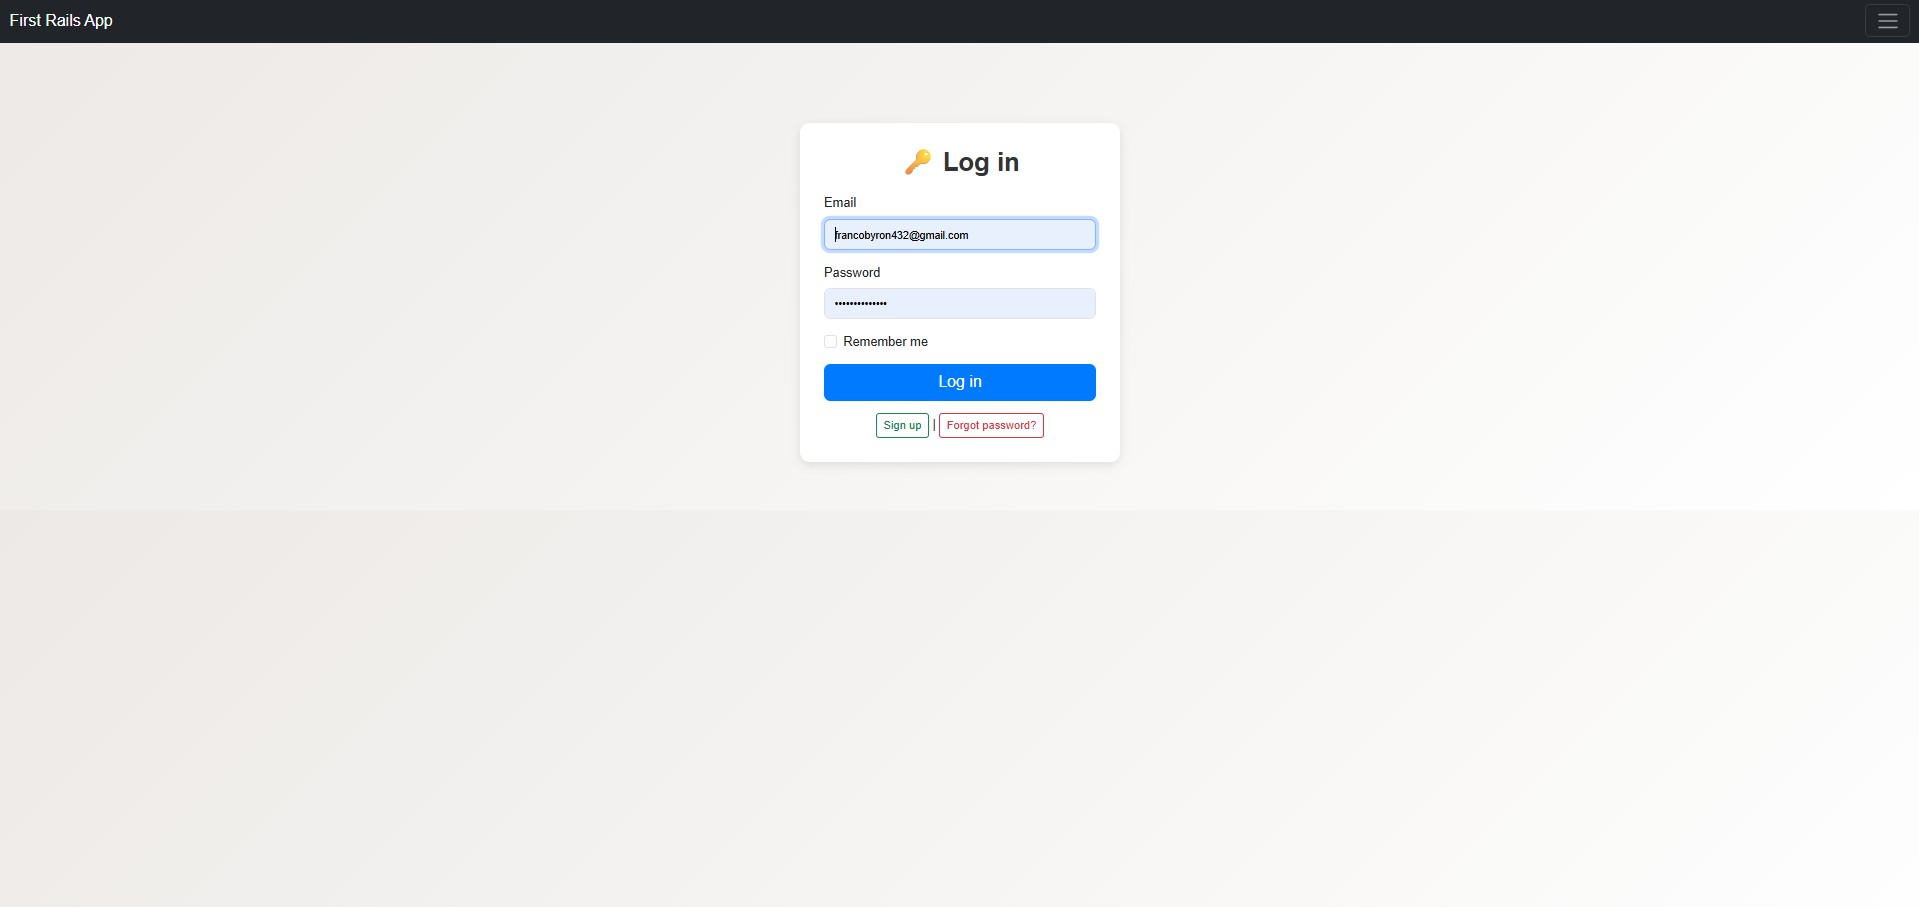 First Rails App
Log in
Email
francobyron432@gmail.com
Password
••••••••••••••
Remember me
Log in
Sign up | Forgot password?